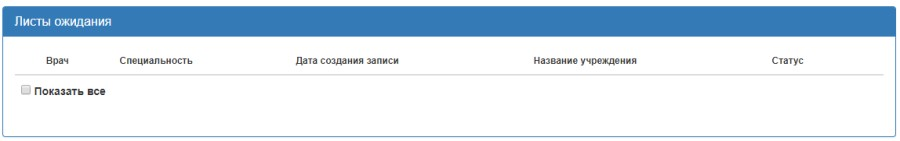 Листы ожидания
Врач Специальность Дата создания записи Название учреждения Статус
Показать все